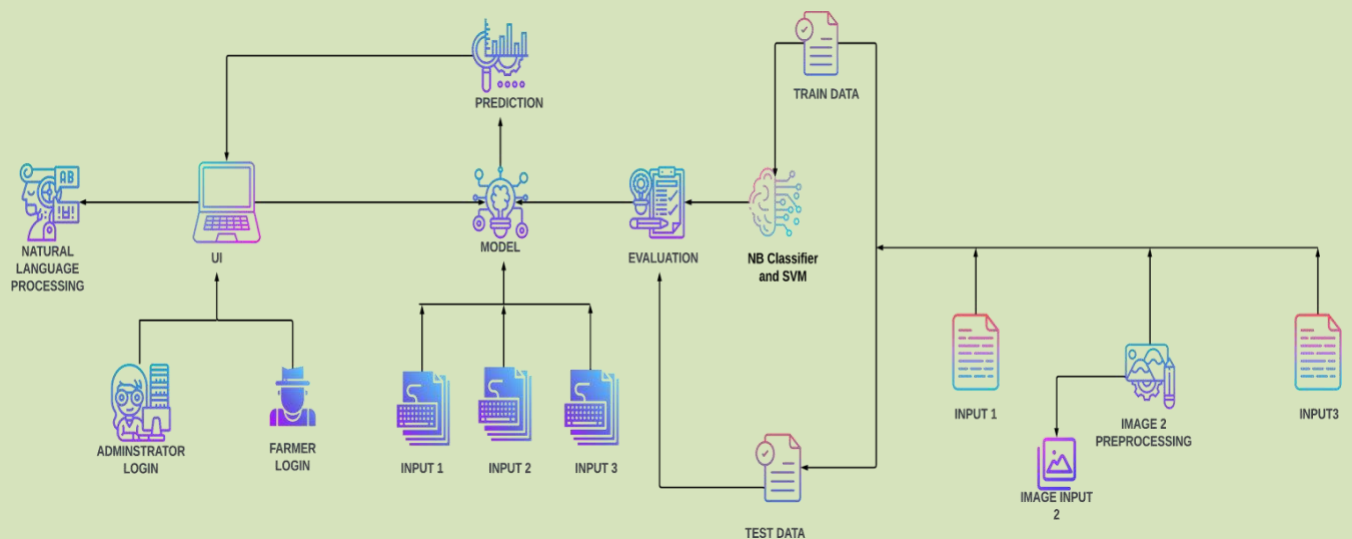 PREDICTION
TRAIN DATA
NATURAL
LANGUAGE
PROCESSING
UI
MODEL
EVALUATION
NB Classifier
and SVM
ADMINSTRATOR
LOGIN
FARMER
LOGIN
INPUT 1
INPUT 2
INPUT 3
INPUT 1
IMAGE 2
PREPROCESSING
INPUT3
IMAGE INPUT
2
TEST DATA
AB